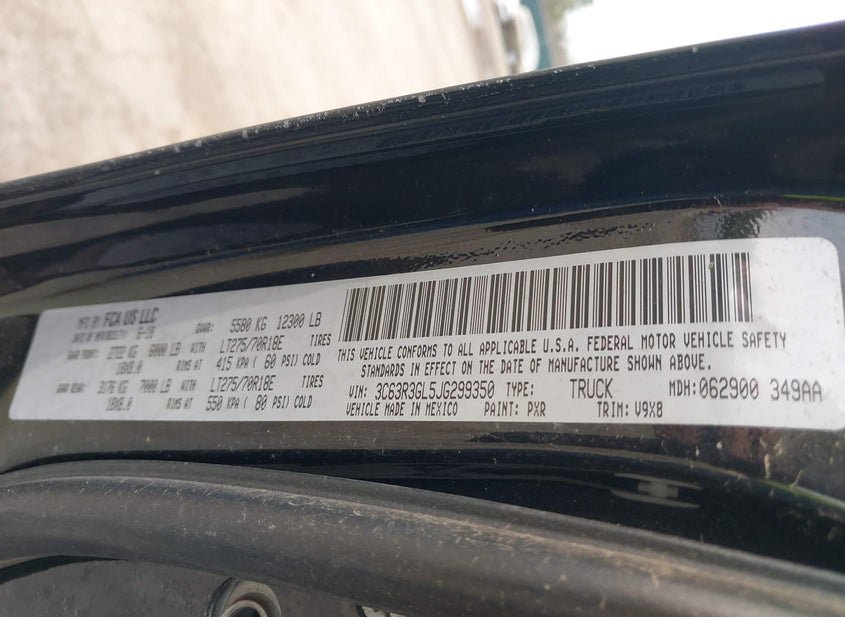 MFD BY FCA US LLC
DATE OF MFR(MO/YR): 6-18 GVWR: 5580 KG 12300 LB
GAWR FRONT: 2722 KG 6000 LB WITH LT275/70R18E TIRES
18X8.0 RIMS AT 415 KPA ( 60 PSI) COLD
GAWR REAR: 3176 KG 7000 LB WITH LT275/70R18E TIRES
18X8.0 RIMS AT 550 KPA ( 80 PSI) COLD
THIS VEHICLE CONFORMS TO ALL APPLICABLE U.S.A. FEDERAL MOTOR VEHICLE SAFETY
STANDARDS IN EFFECT ON THE DATE OF MANUFACTURE SHOWN ABOVE.
VIN: 3C63R3GL5JG299350 TYPE: TRUCK MDH: 062900 349AA
VEHICLE MADE IN MEXICO PAINT: PXR TRIM: V9X8